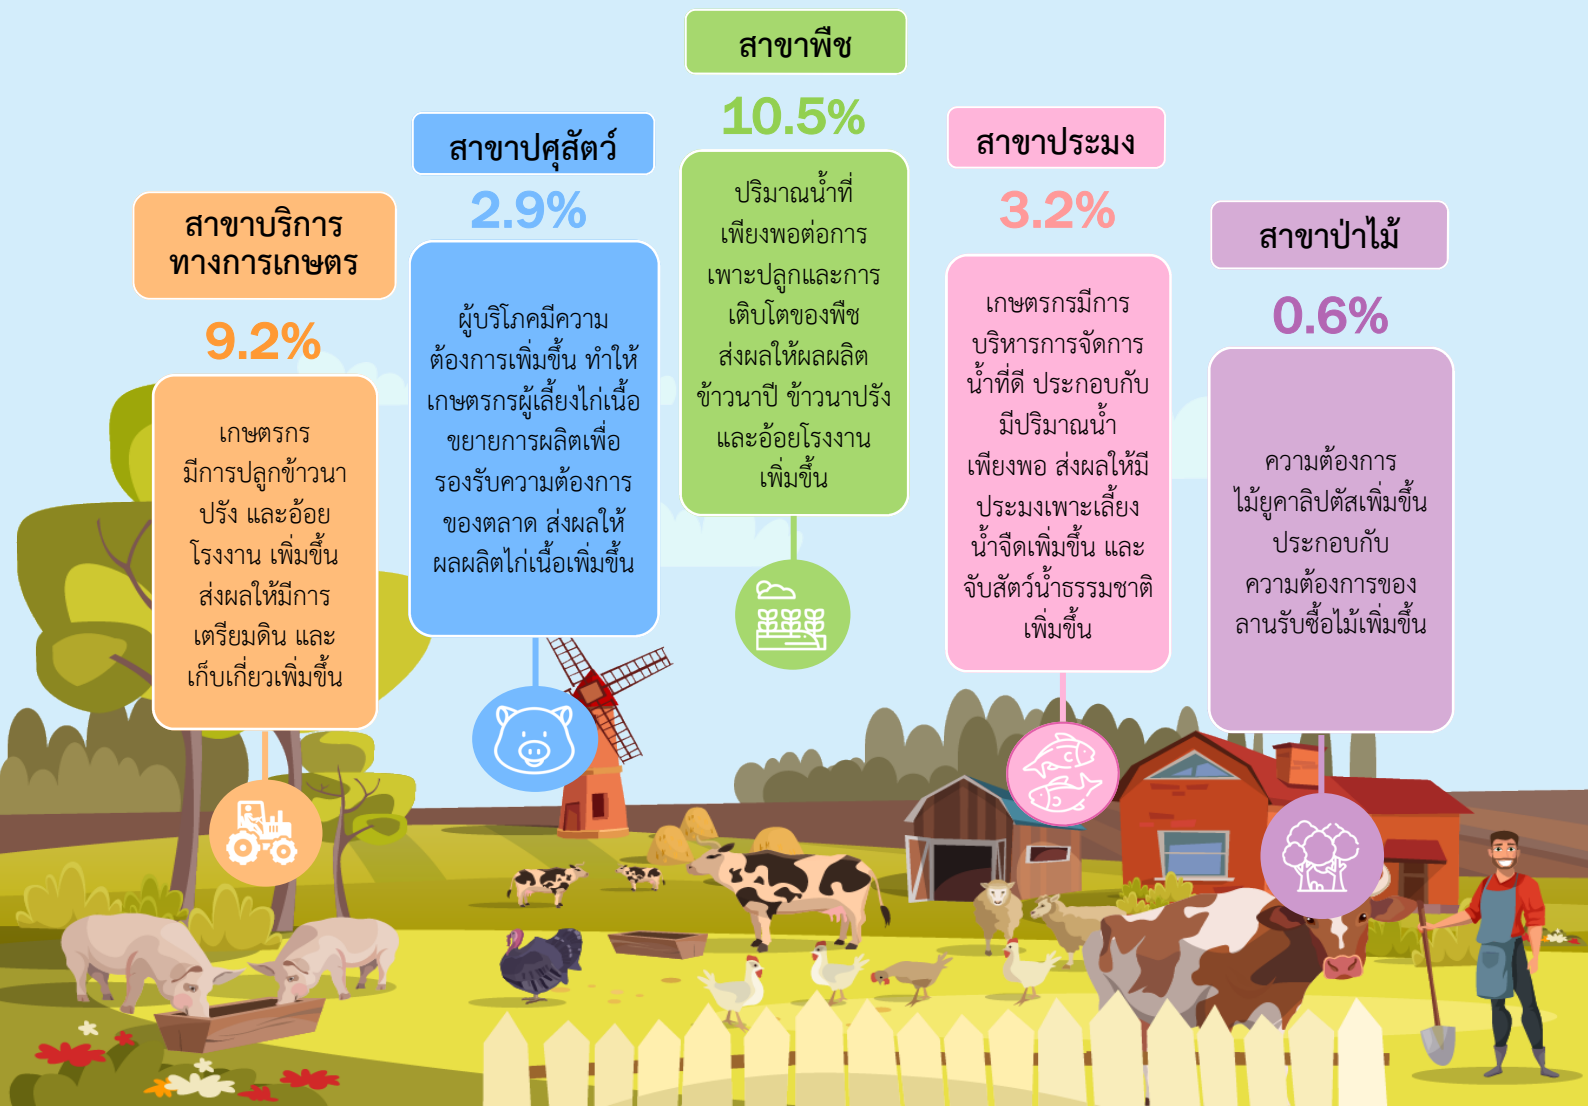 สาขาบริการ
ทางการเกษตร
9.2%
เกษตรกร
มีการปลูกข้าวนา
ปรัง และอ้อย
โรงงาน เพิ่มขึ้น
ส่งผลให้มีการ
เตรียมดิน และ
เก็บเกี่ยวเพิ่มขึ้น
สาขาปศุสัตว์
2.9%
ผู้บริโภคมีความ
ต้องการเพิ่มขึ้น ทำให้
เกษตรกรผู้เลี้ยงไก่เนื้อ
ขยายการผลิตเพื่อ
รองรับความต้องการ
ของตลาด ส่งผลให้
ผลผลิตไก่เนื้อเพิ่มขึ้น
สาขาพืช
10.5%
ปริมาณน้ำที่
เพียงพอต่อการ
เพาะปลูกและการ
เติบโตของพืช
ส่งผลให้ผลผลิต
ข้าวนาปี ข้าวนาปรัง
และอ้อยโรงงาน
เพิ่มขึ้น
สาขาประมง
3.2%
เกษตรกรมีการ
บริหารการจัดการ
น้ำที่ดี ประกอบกับ
มีปริมาณน้ำ
เพียงพอ ส่งผลให้มี
ประมงเพาะเลี้ยง
น้ำจืดเพิ่มขึ้น และ
จับสัตว์น้ำธรรมชาติ
เพิ่มขึ้น
สาขาป่าไม้
0.6%
ความต้องการ
ไม้ยูคาลิปตัสเพิ่มขึ้น
ประกอบกับ
ความต้องการของ
ลานรับซื้อไม้เพิ่มขึ้น